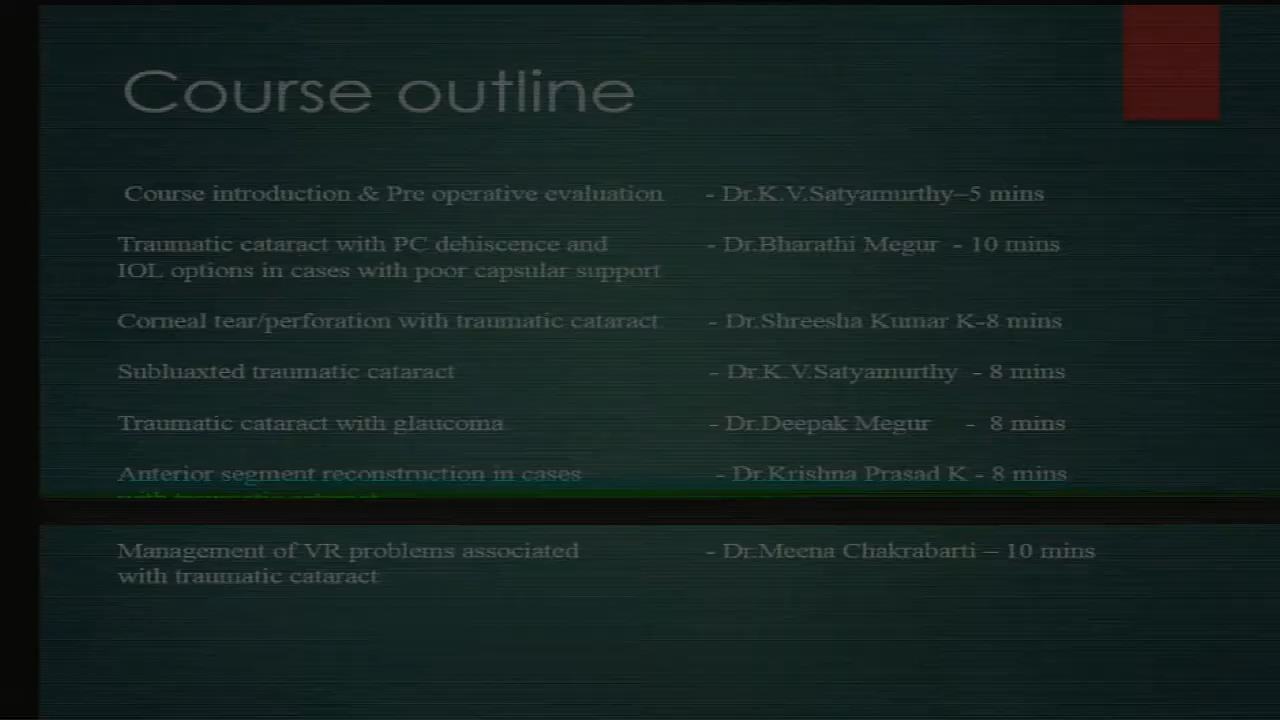 Course outline
Course introduction & Pre operative evaluation - Dr.K.V.Satyamurthy–5 mins
Traumatic cataract with PC dehiscence and - Dr.Bharathi Megur - 10 mins
IOL options in cases with poor capsular support
Corneal tear/perforation with traumatic cataract - Dr.Shreesha Kumar K-8 mins
Subluaxted traumatic cataract - Dr.K.V.Satyamurthy - 8 mins
Traumatic cataract with glaucoma - Dr.Deepak Megur - 8 mins
Anterior segment reconstruction in cases - Dr.Krishna Prasad K - 8 mins
with traumatic cataract
Management of VR problems associated - Dr.Meena Chakrabarti – 10 mins
with traumatic cataract